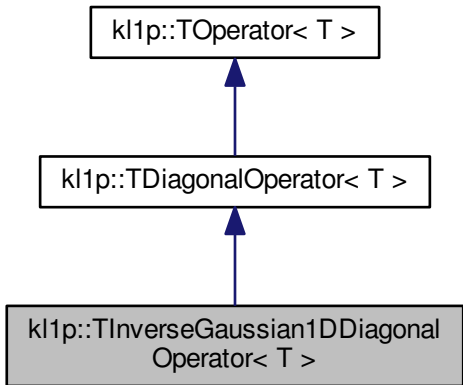 kl1p::TOperator< T >
kl1p::TDiagonalOperator< T >
kl1p::TInverseGaussian1DDiagonal
Operator< T >